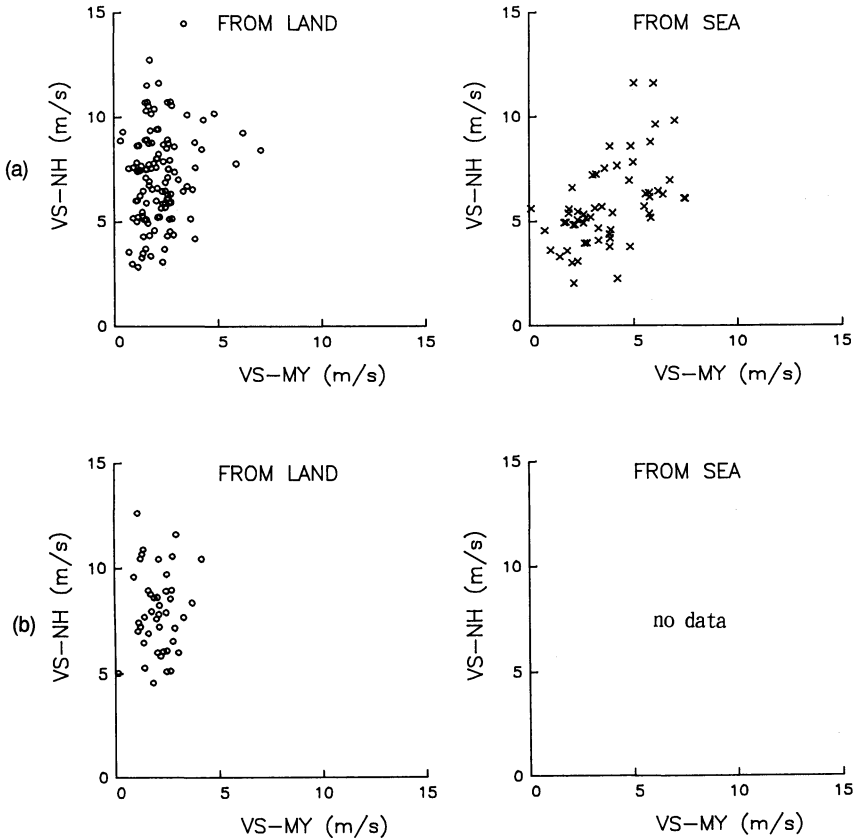 (a)
FROM LAND
15
10
5
0
VS-NH (m/s)
0 5 10 15
VS-MY (m/s)
FROM SEA
15
10
5
0
VS-NH (m/s)
0 5 10 15
VS-MY (m/s)
(b)
FROM LAND
15
10
5
0
VS-NH (m/s)
0 5 10 15
VS-MY (m/s)
FROM SEA
15
10
5
0
VS-NH (m/s)
no data
0 5 10 15
VS-MY (m/s)